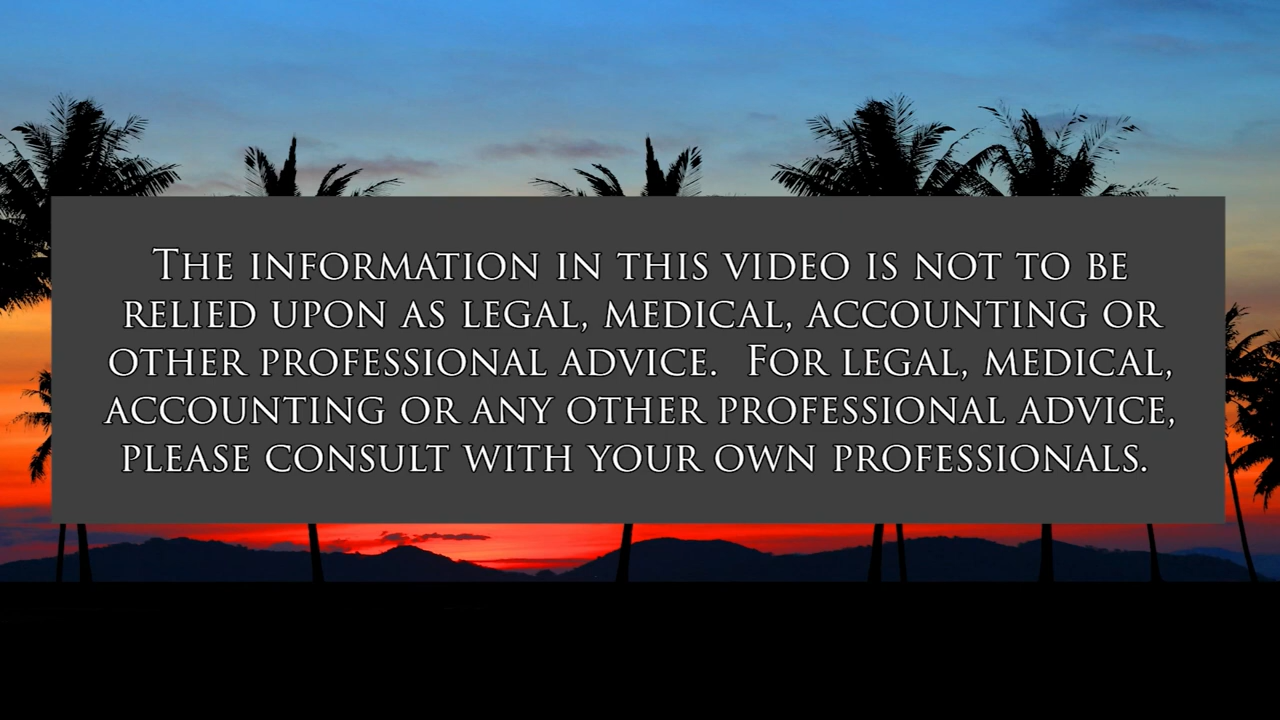 The information in this video is not to be
relied upon as legal, medical, accounting or
other professional advice.  For legal, medical,
accounting or any other professional advice,
please consult with your own professionals.